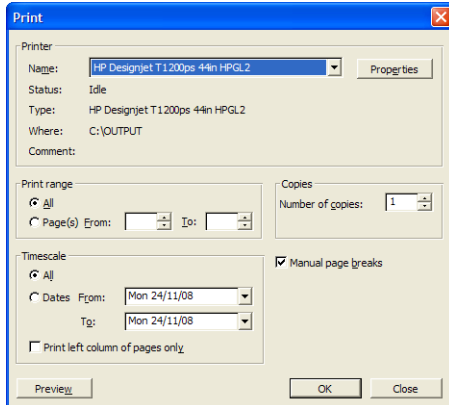 Print
Printer
Name: HP Designjet T1200ps 44in HPGL2 Properties
Status: Idle
Type: HP Designjet T1200ps 44in HPGL2
Where: C:\OUTPUT
Comment:
Print range
All
Page(s) From: To:
Copies
Number of copies: 1
Timescale
All
Dates From: Mon 24/11/08
To: Mon 24/11/08
Print left column of pages only
Manual page breaks
Preview OK Close